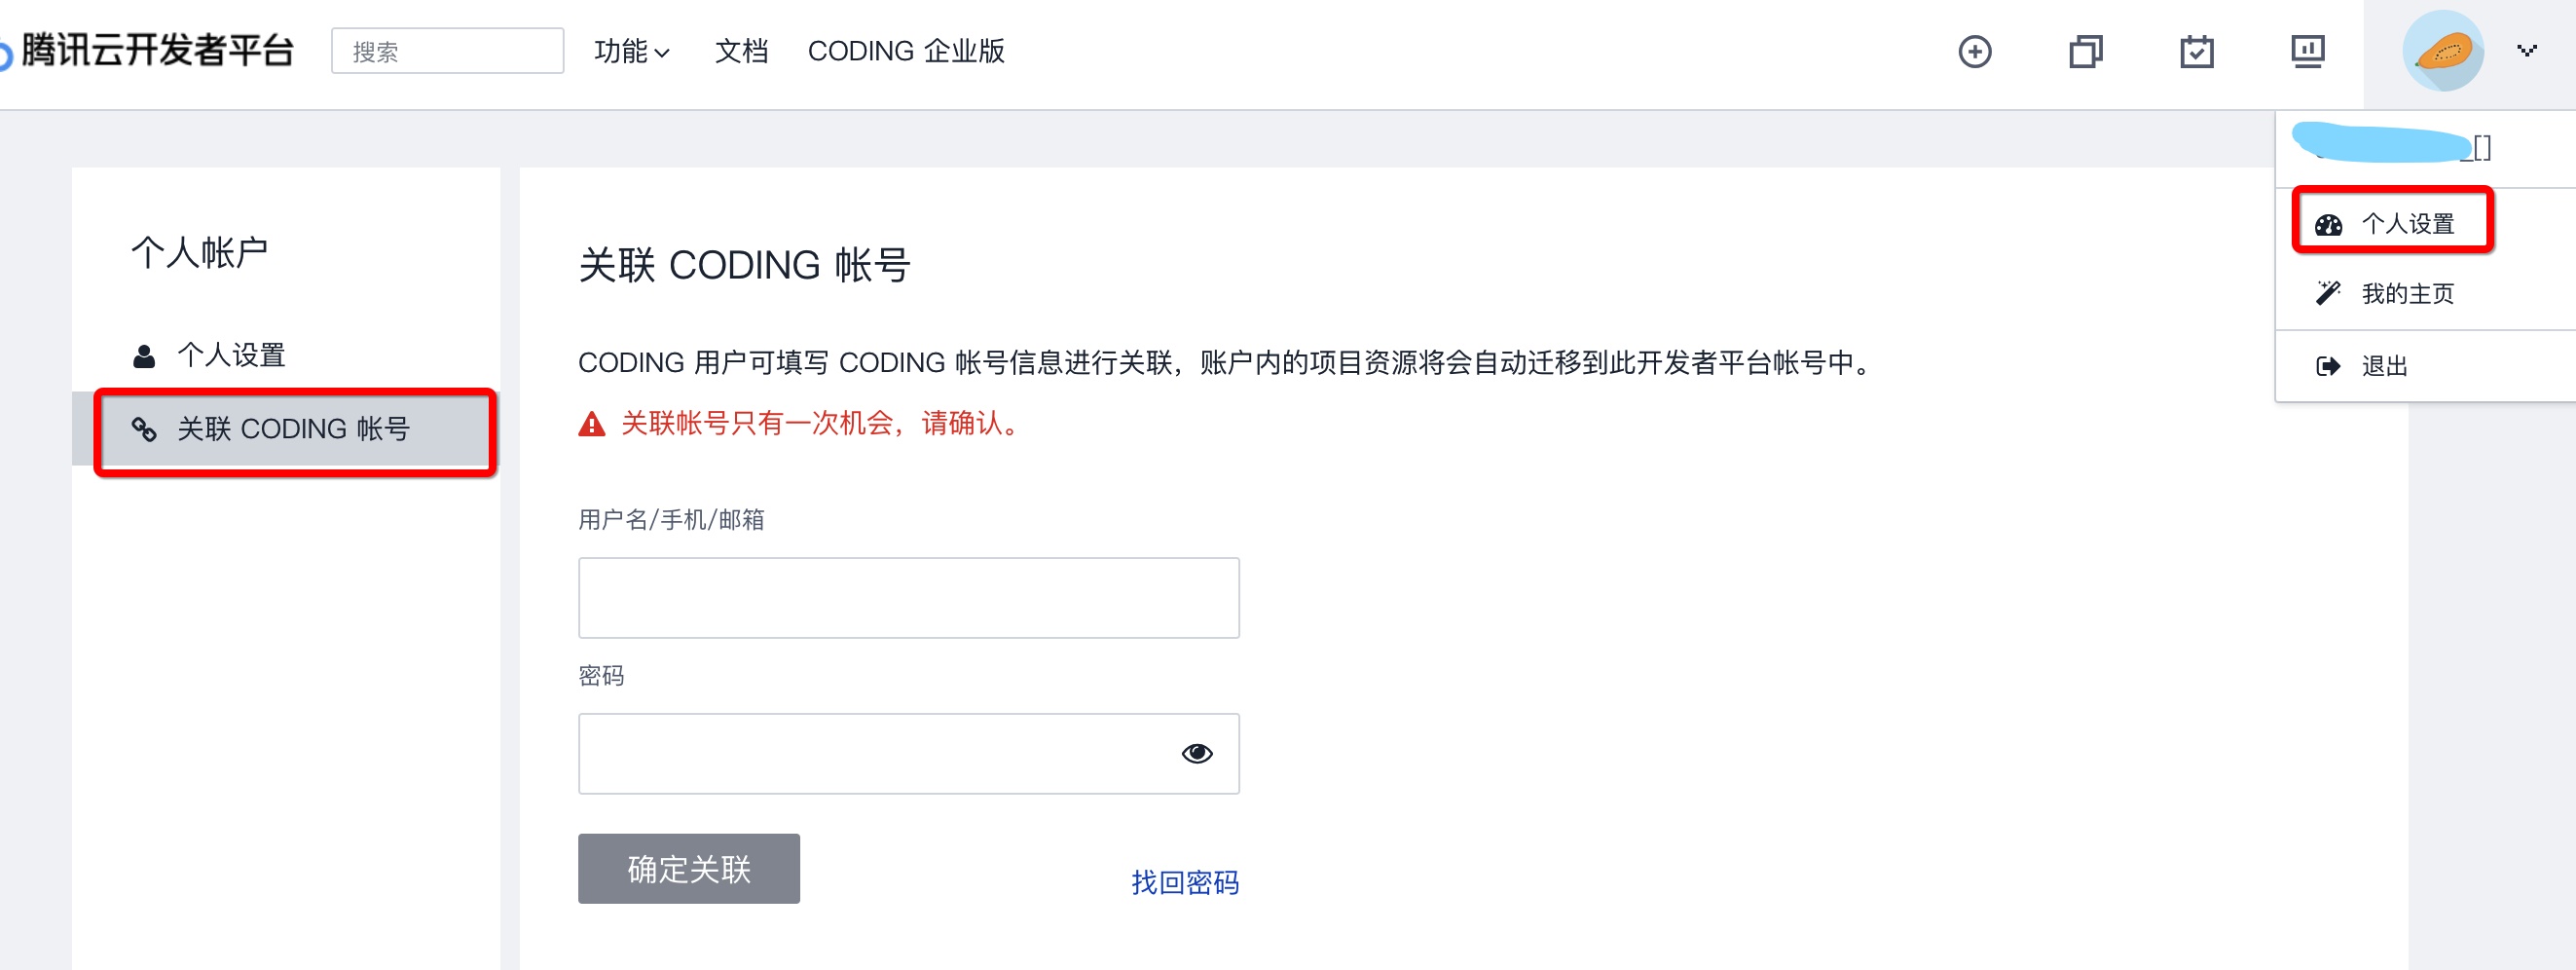 腾讯云开发者平台
搜索
功能
文档
CODING 企业版
[]
个人设置
我的主页
退出
个人帐户
个人设置
关联 CODING 帐号
关联 CODING 帐号
CODING 用户可填写 CODING 帐号信息进行关联，账户内的项目资源将会自动迁移到此开发者平台帐号中。
关联帐号只有一次机会，请确认。
用户名/手机/邮箱
密码
确定关联
找回密码